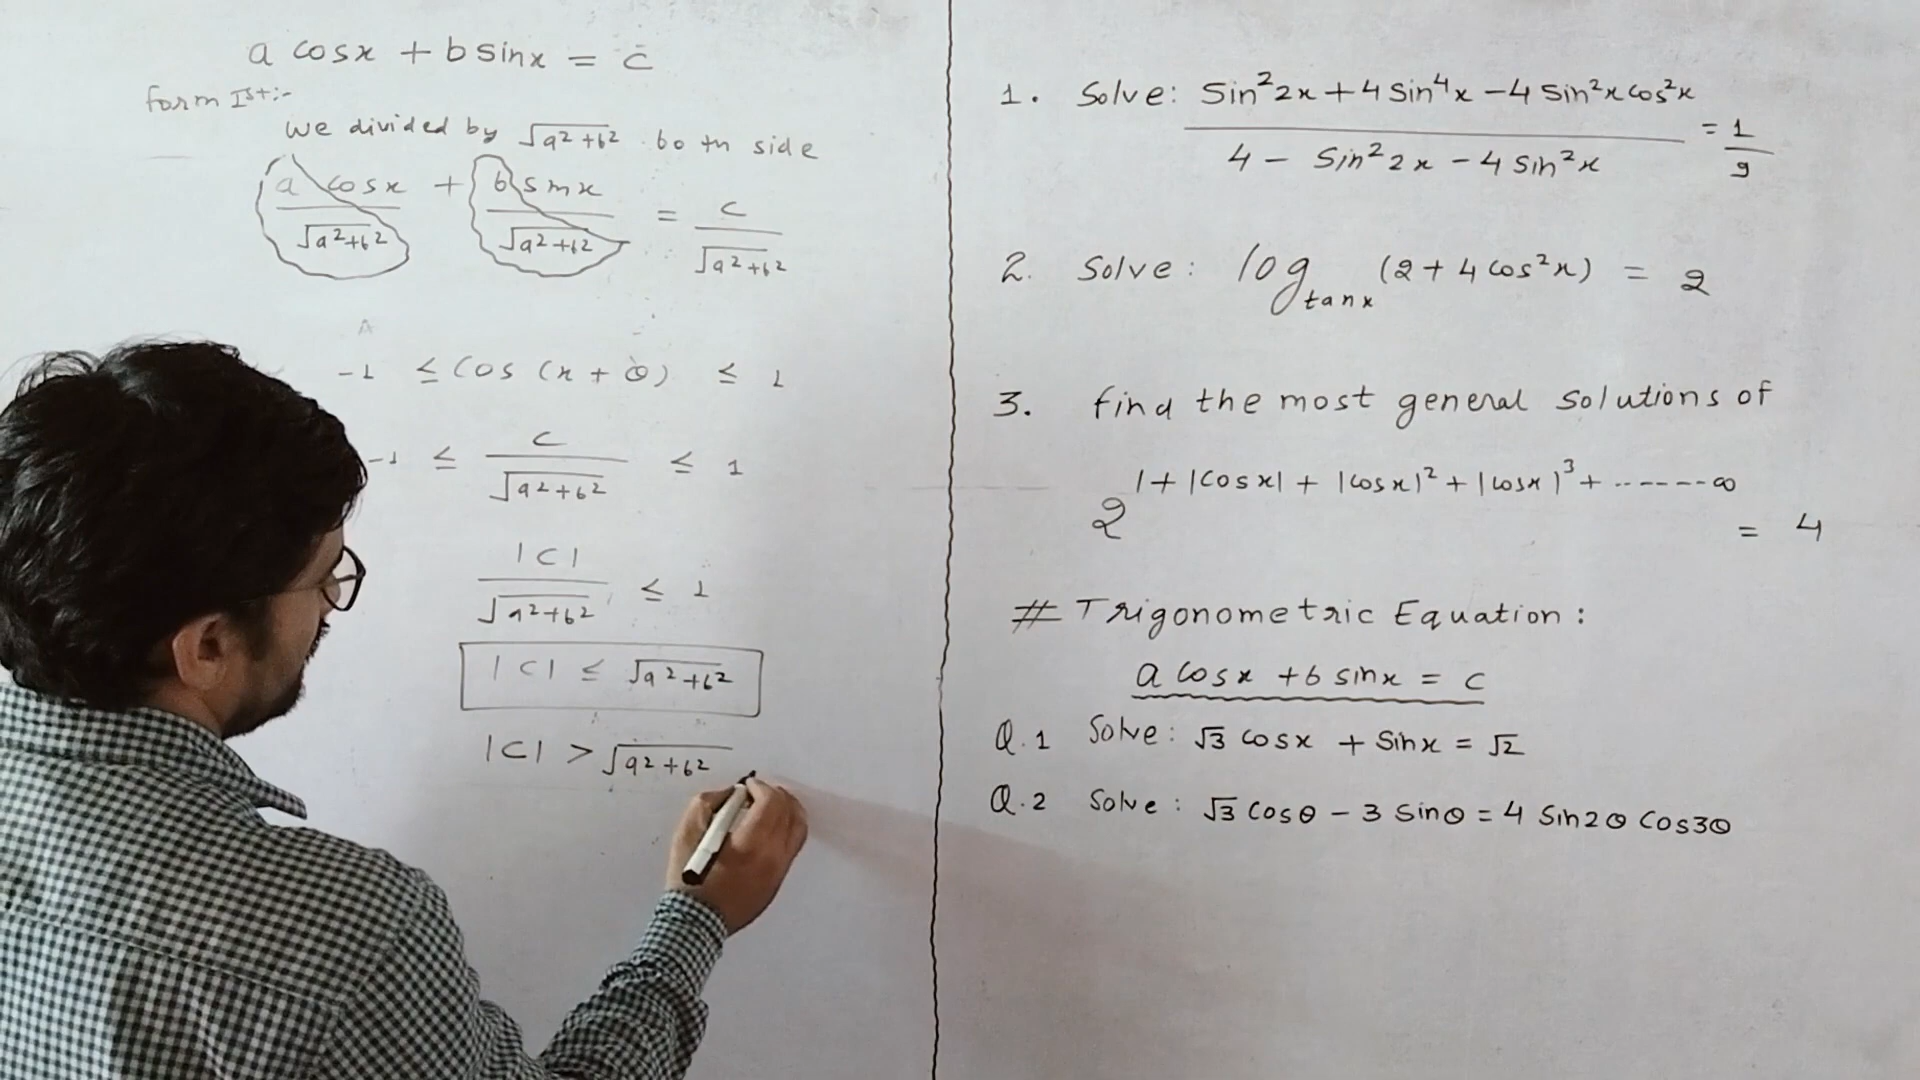 a cosx + b sinx = c
form Ist:-
we divided by √a²+b² both side
a cosx/√a²+b² + b sinx/√a²+b² = c/√a²+b²
-1 ≤ cos (x + θ) ≤ 1
-1 ≤ c/√a²+b² ≤ 1
|c|/√a²+b² ≤ 1
|c| ≤ √a²+b²
|c| > √a²+b²
1. Solve: Sin²2x + 4 Sin⁴x - 4 Sin²x cos²x/4 - Sin²2x - 4 Sin²x = 1/9
2. Solve: log_tanx (2 + 4 cos²x) = 2
3. find the most general solutions of
2^(1 + |cosx| + |cosx|² + |cosx|³ + ------- ∞) = 4
# Trigonometric Equation:
a cosx + b sinx = c
Q.1 Solve: √3 cosx + Sinx = √2
Q.2 Solve: √3 cosθ - 3 Sinθ = 4 Sin2θ Cos3θ